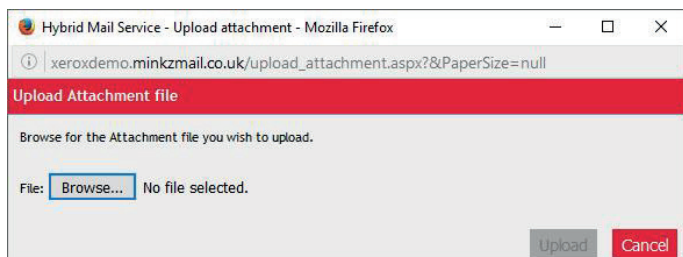 Hybrid Mail Service - Upload attachment - Mozilla Firefox
xeroxdemo.minkzmail.co.uk/upload_attachment.aspx?&PaperSize=null
Upload Attachment file
Browse for the Attachment file you wish to upload.
File: Browse... No file selected.
Upload Cancel